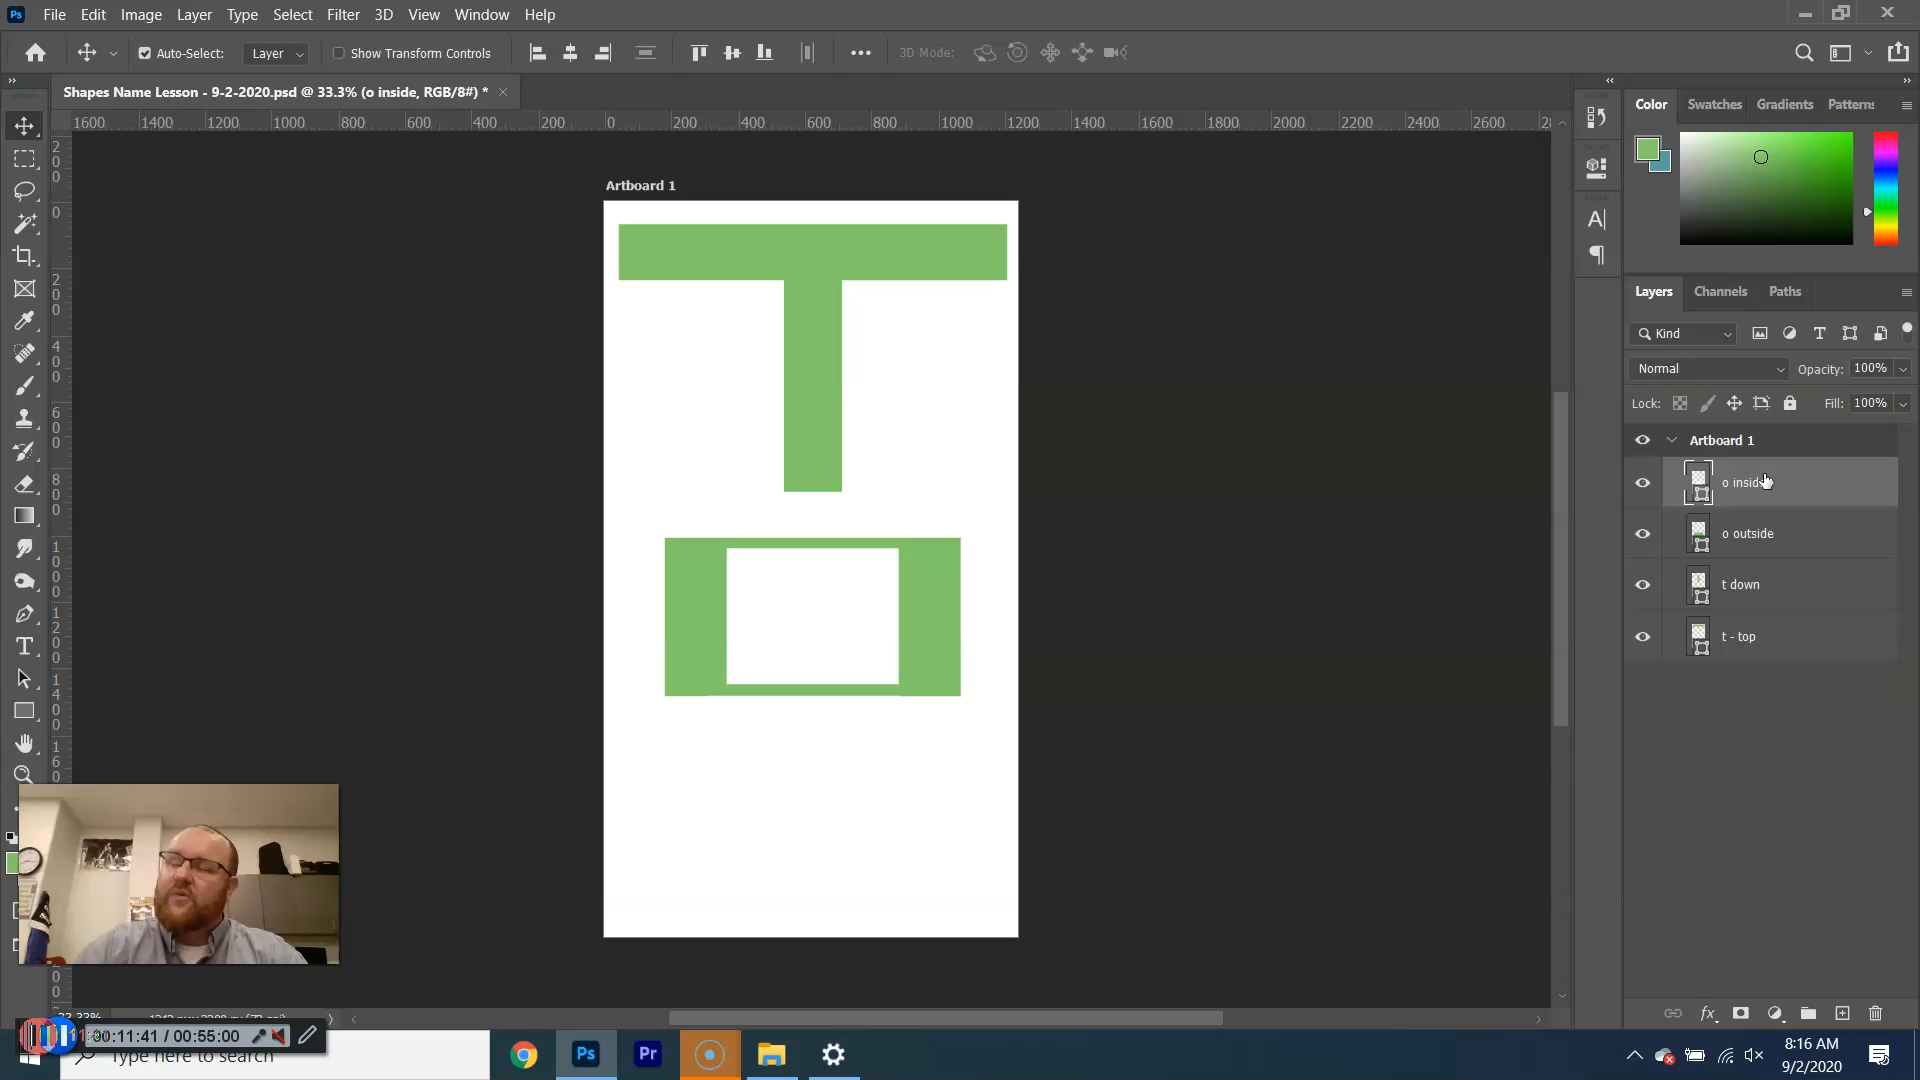 Ps File Edit Image Layer Type Select Filter 3D View Window Help
Auto-Select: Layer Show Transform Controls 3D Mode:
Shapes Name Lesson - 9-2-2020.psd @ 33.3% (o inside, RGB/8#) *
1600 1400 1200 1000 800 600 400 200 0 200 400 600 800 1000 1200 1400 1600 1800 2000 2200 2400 2600
Artboard 1
Color Swatches Gradients Patterns
Layers Channels Paths
Kind
Normal Opacity: 100%
Lock: Fill: 100%
Artboard 1
o inside
o outside
t down
t - top
00:11:41 / 00:55:00
Type here to search
Ps Pr
8:16 AM
9/2/2020